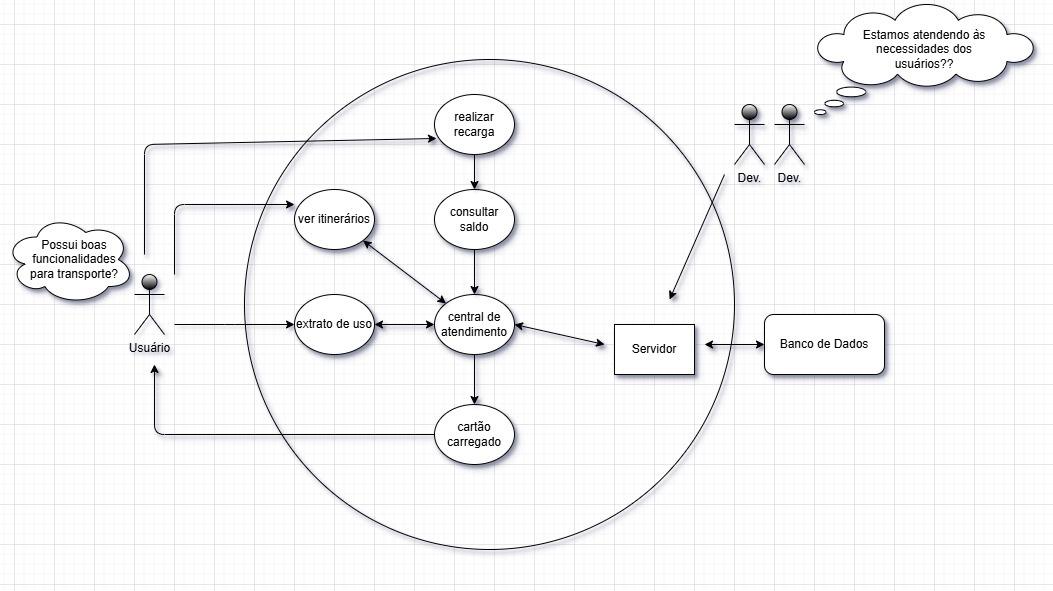 Estamos atendendo às
necessidades dos
usuários??
realizar
recarga
Dev.
Dev.
ver itinerários
consultar
saldo
Possui boas
funcionalidades
para transporte?
extrato de uso
central de
atendimento
Usuário
Servidor
Banco de Dados
cartão
carregado